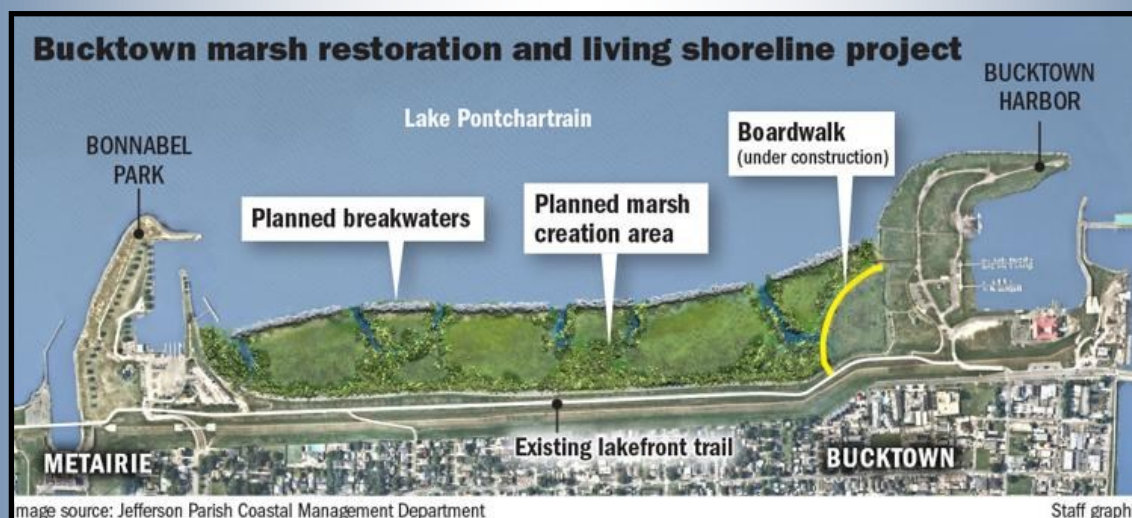 Bucktown marsh restoration and living shoreline project
BUCKTOWN
HARBOR
Lake Pontchartrain
Boardwalk
(under construction)
BONNABEL
PARK
Planned breakwaters
Planned marsh
creation area
Existing lakefront trail
METAIRIE
BUCKTOWN
mage source: Jefferson Parish Coastal Management Department
Staff graph